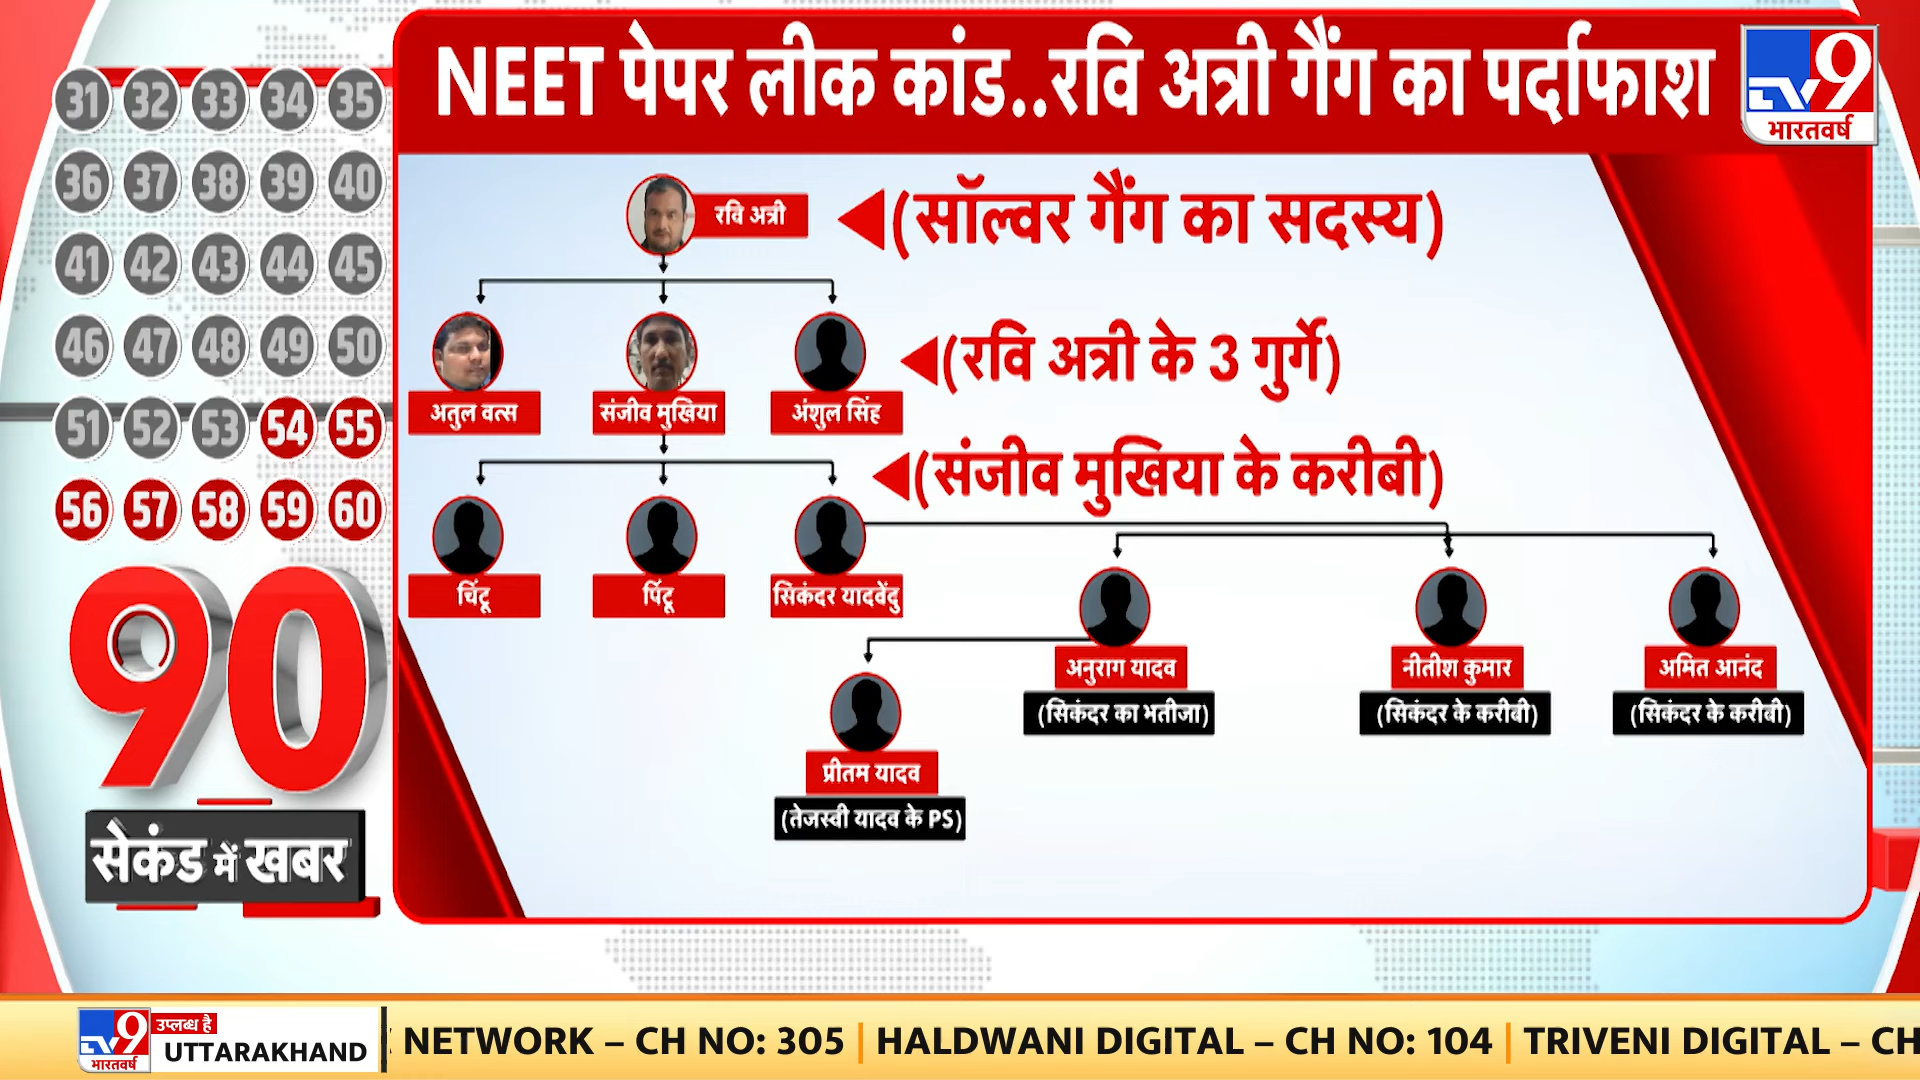 NEET पेपर लीक कांड..रवि अत्री गैंग का पर्दाफाश
TV9
भारतवर्ष
31 32 33 34 35
36 37 38 39 40
41 42 43 44 45
46 47 48 49 50
51 52 53 54 55
56 57 58 59 60
90
सेकंड में खबर
रवि अत्री
(सॉल्वर गैंग का सदस्य)
(रवि अत्री के 3 गुर्गे)
अतुल वत्स
संजीव मुखिया
अंशुल सिंह
(संजीव मुखिया के करीबी)
चिंटू
पिंटू
सिकंदर यादवेंदु
अनुराग यादव
(सिकंदर का भतीजा)
नीतीश कुमार
(सिकंदर के करीबी)
अमित आनंद
(सिकंदर के करीबी)
प्रीतम यादव
(तेजस्वी यादव के PS)
TV9
भारतवर्ष
उप्लब्ध है
UTTARAKHAND
NETWORK – CH NO: 305 | HALDWANI DIGITAL – CH NO: 104 | TRIVENI DIGITAL – CH